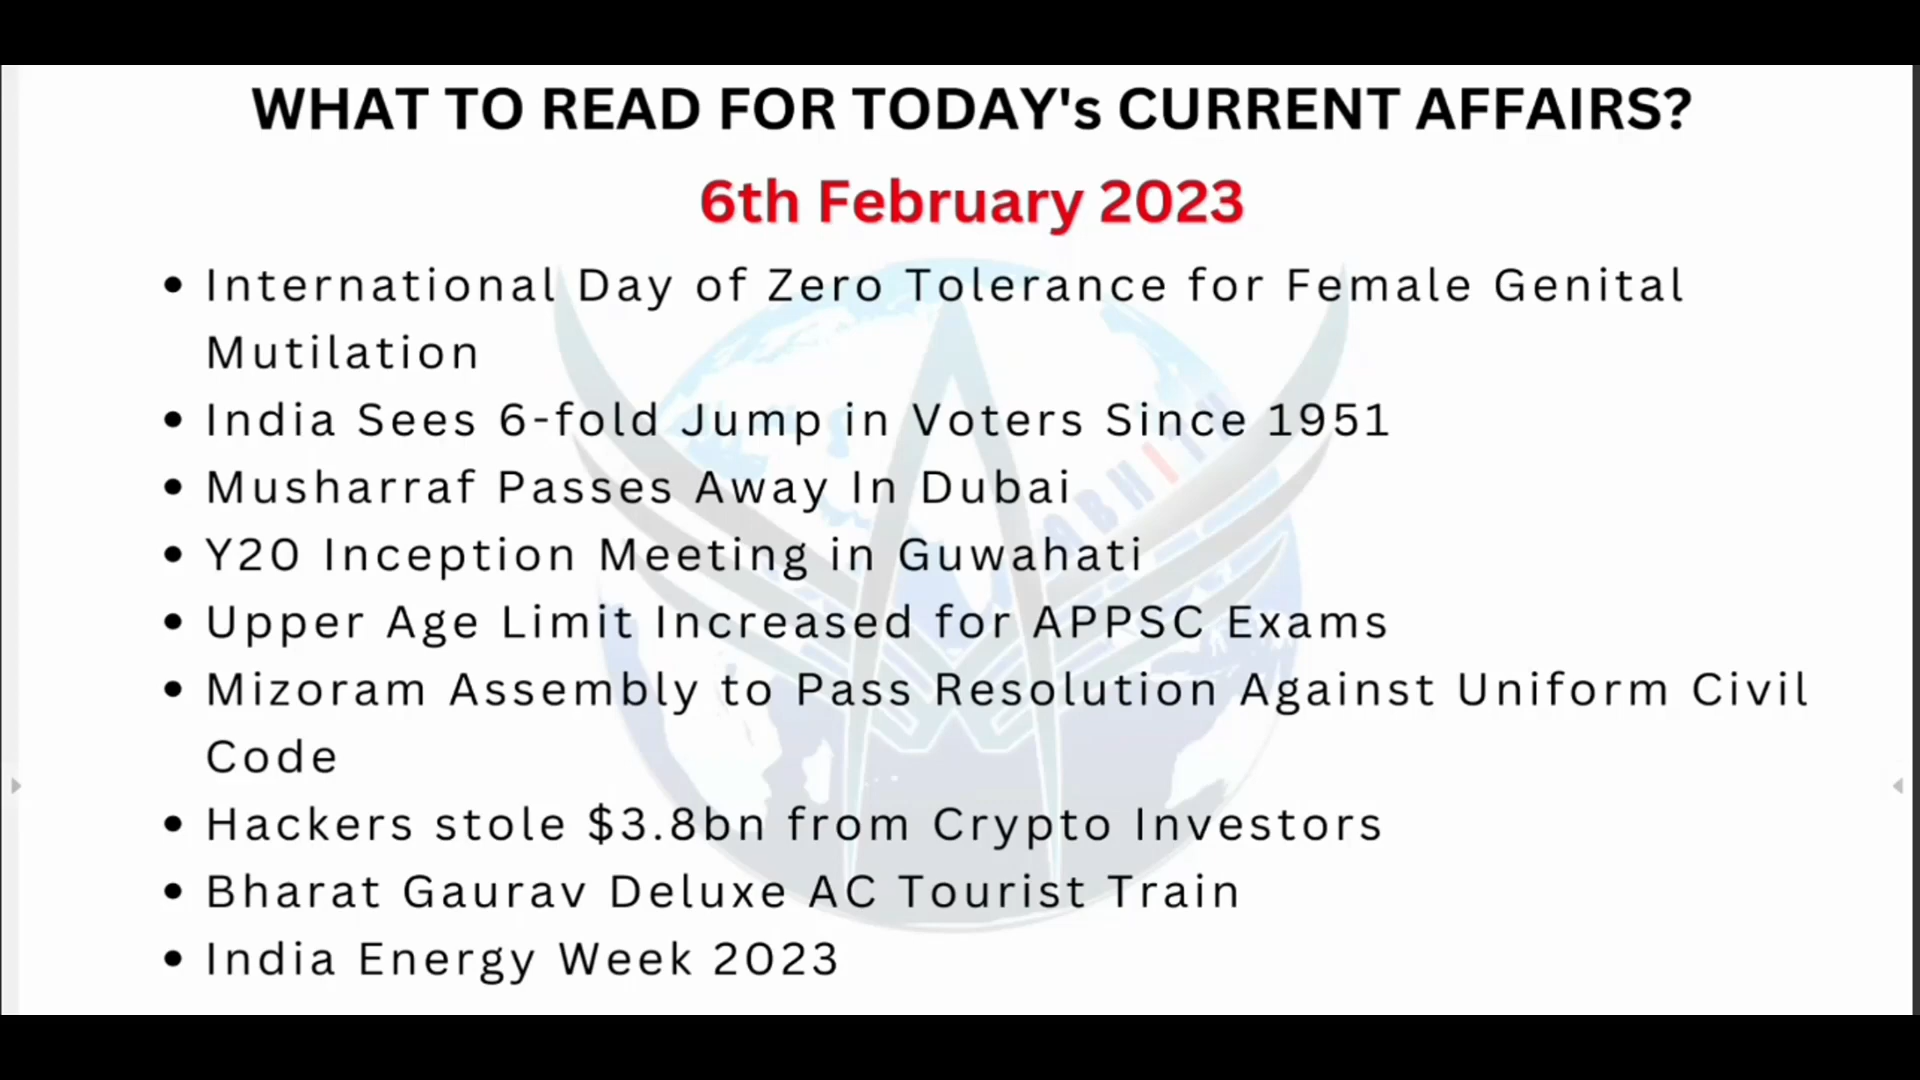 WHAT TO READ FOR TODAY's CURRENT AFFAIRS?
6th February 2023
• International Day of Zero Tolerance for Female Genital
Mutilation
• India Sees 6-fold Jump in Voters Since 1951
• Musharraf Passes Away In Dubai
• Y20 Inception Meeting in Guwahati
• Upper Age Limit Increased for APPSC Exams
• Mizoram Assembly to Pass Resolution Against Uniform Civil
Code
• Hackers stole $3.8bn from Crypto Investors
• Bharat Gaurav Deluxe AC Tourist Train
• India Energy Week 2023
ABHITH